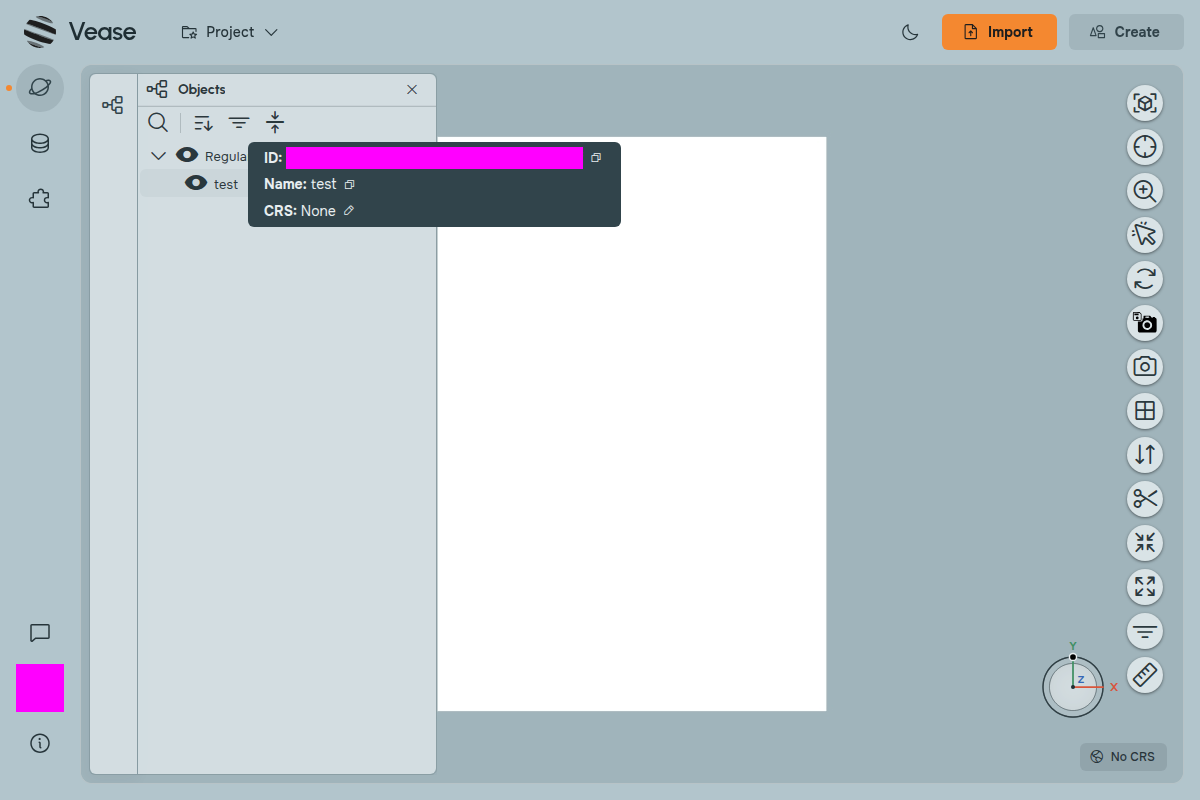 Vease
Project
Import
Create
Objects
Regula
test
ID:
Name: test
CRS: None
Y
Z
X
No CRS